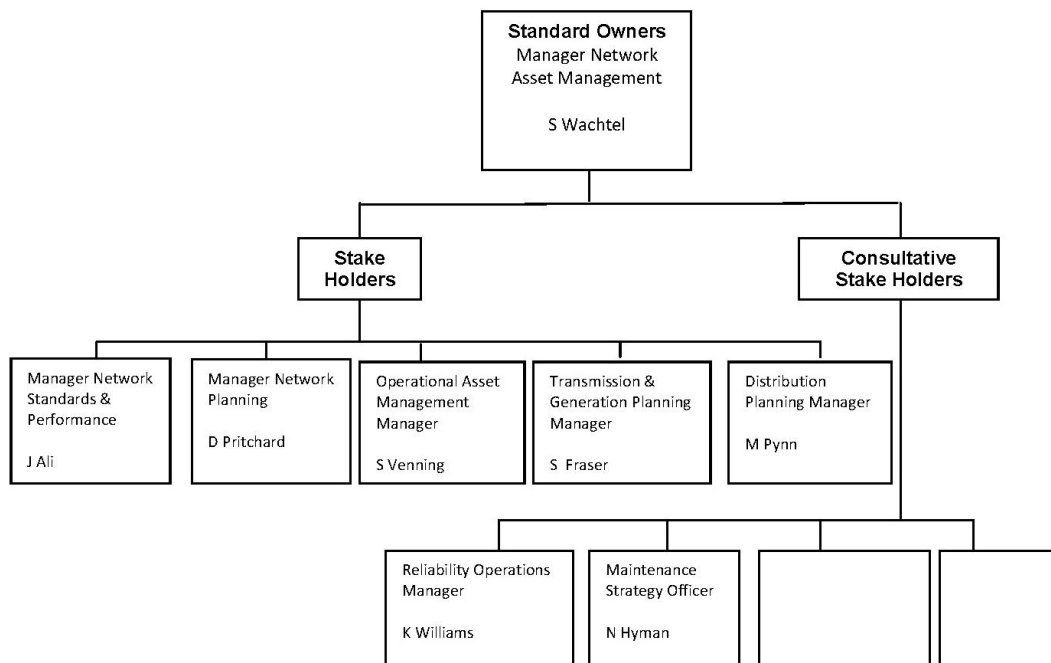 Standard Owners
Manager Network
Asset Management
S Wachtel
Stake
Holders
Consultative
Stake Holders
Manager Network
Standards &
Performance
J Ali
Manager Network
Planning
D Pritchard
Operational Asset
Management
Manager
S Venning
Transmission &
Generation Planning
Manager
S Fraser
Distribution
Planning Manager
M Pynn
Reliability Operations
Manager
K Williams
Maintenance
Strategy Officer
N Hyman